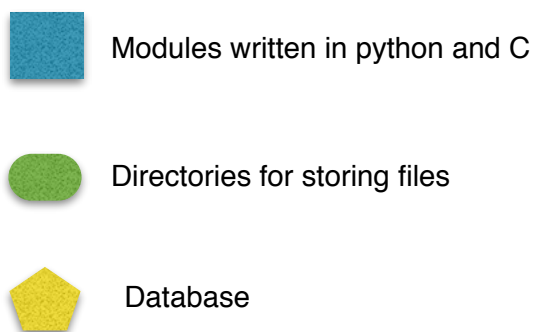 Modules written in python and C
Directories for storing files
Database